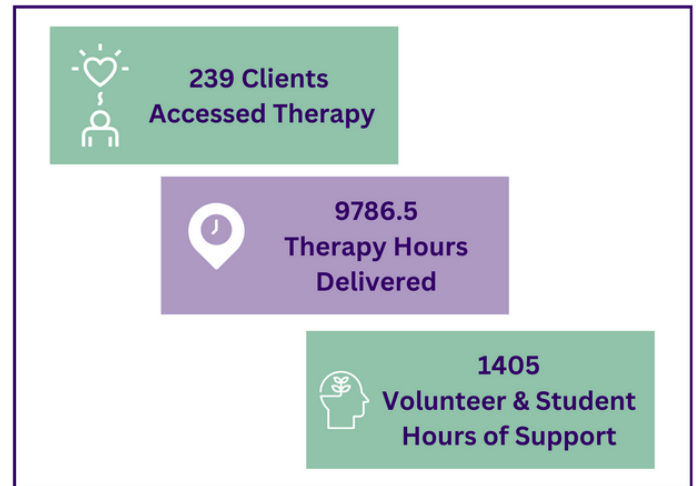 239 Clients
Accessed Therapy
9786.5
Therapy Hours
Delivered
1405
Volunteer & Student
Hours of Support